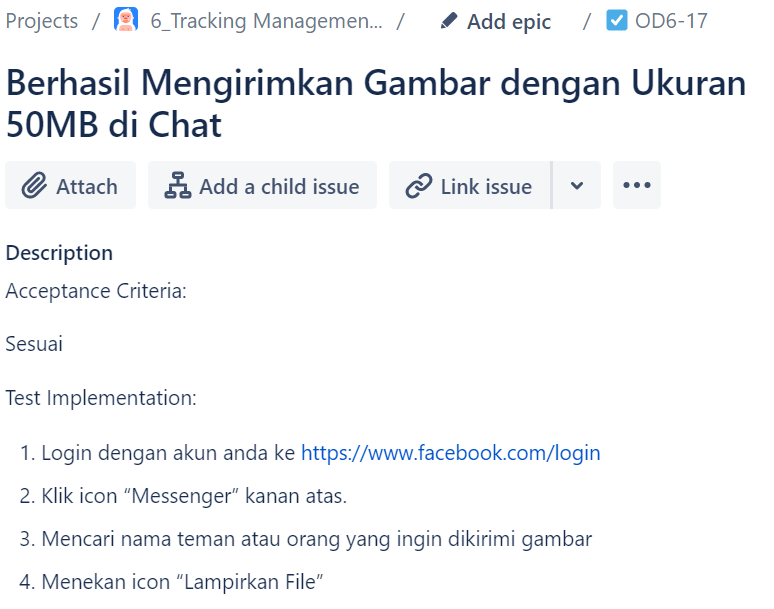 Projects / 6_Tracking Managemen... / Add epic / OD6-17
Berhasil Mengirimkan Gambar dengan Ukuran
50MB di Chat
Attach Add a child issue Link issue
Description
Acceptance Criteria:
Sesuai
Test Implementation:
1. Login dengan akun anda ke https://www.facebook.com/login
2. Klik icon “Messenger” kanan atas.
3. Mencari nama teman atau orang yang ingin dikirimi gambar
4. Menekan icon “Lampirkan File”